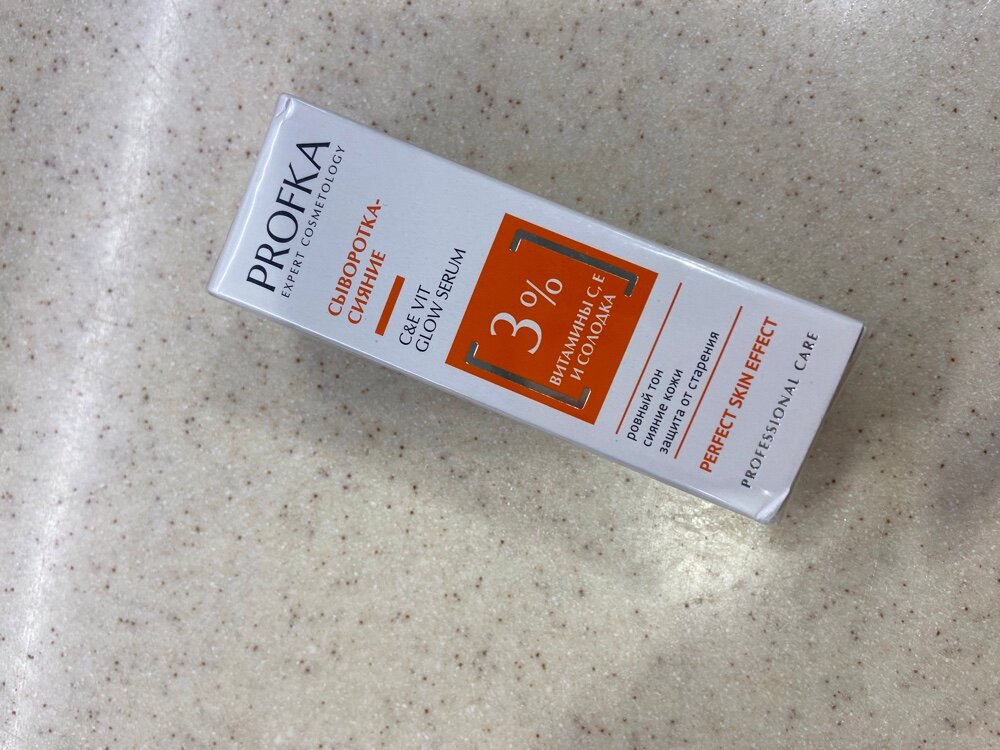 PROFKA
EXPERT COSMETOLOGY
СЫВОРОТКА-
СИЯНИЕ
C&E VIT
GLOW SERUM
3%
ВИТАМИНЫ С, Е
И СОЛОДКА
ровный тон
сияние кожи
защита от старения
PERFECT SKIN EFFECT
PROFESSIONAL CARE